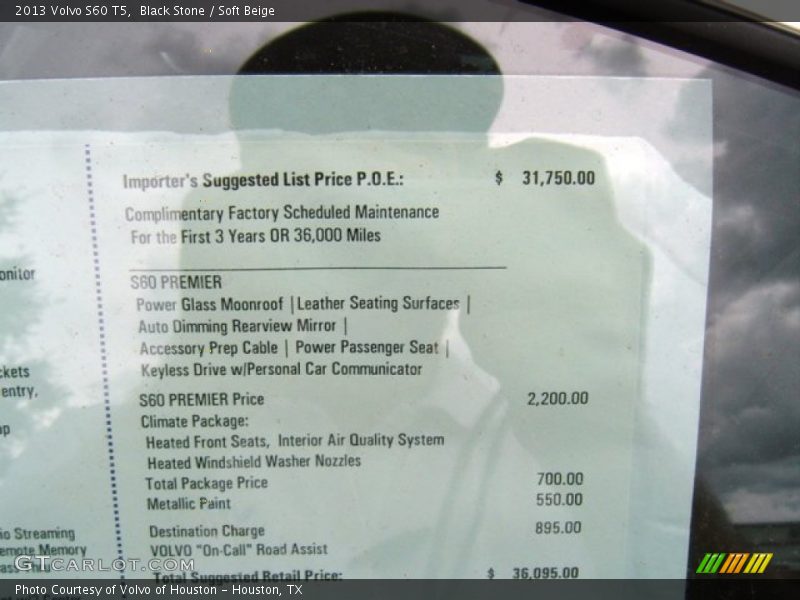 2013 Volvo S60 T5, Black Stone / Soft Beige
Importer's Suggested List Price P.O.E.: $ 31,750.00
Complimentary Factory Scheduled Maintenance
For the First 3 Years OR 36,000 Miles
onitor
S60 PREMIER
Power Glass Moonroof | Leather Seating Surfaces |
Auto Dimming Rearview Mirror |
Accessory Prep Cable | Power Passenger Seat |
ckets
Keyless Drive w/Personal Car Communicator
entry,
S60 PREMIER Price 2,200.00
Climate Package:
ap
Heated Front Seats, Interior Air Quality System
Heated Windshield Washer Nozzles
Total Package Price 700.00
Metallic Paint 550.00
Destination Charge 895.00
io Streaming
emote Memory
VOLVO "On-Call" Road Assist
GTCARLOT.COM
Total Suggested Retail Price: $ 36,095.00
Photo Courtesy of Volvo of Houston - Houston, TX